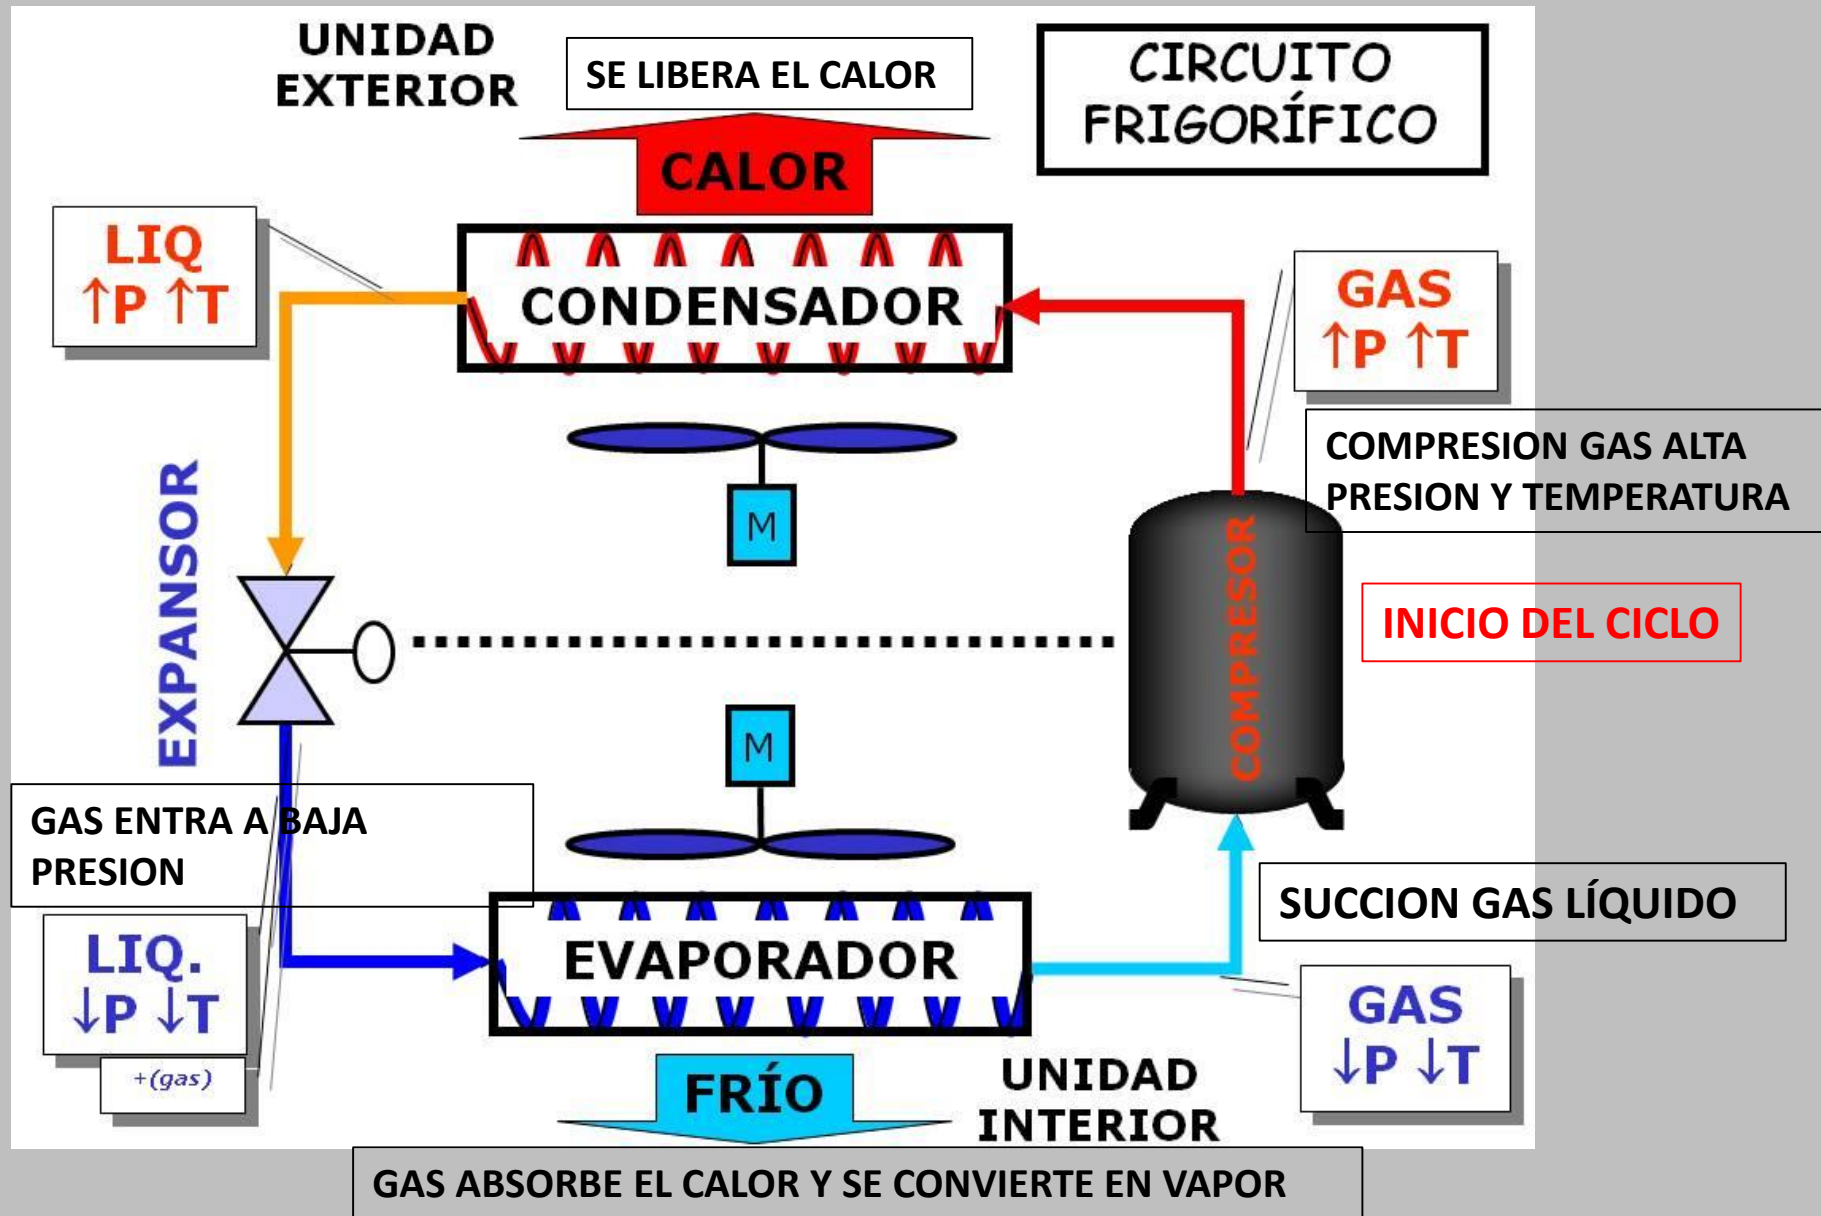 UNIDAD
EXTERIOR
SE LIBERA EL CALOR
CIRCUITO
FRIGORÍFICO
CALOR
LIQ
↑P ↑T
CONDENSADOR
GAS
↑P ↑T
COMPRESION GAS ALTA
PRESION Y TEMPERATURA
EXPANSOR
M
COMPRESOR
INICIO DEL CICLO
M
GAS ENTRA A BAJA
PRESION
LIQ.
↓P ↓T
+(gas)
EVAPORADOR
SUCCION GAS LÍQUIDO
GAS
↓P ↓T
FRÍO
UNIDAD
INTERIOR
GAS ABSORBE EL CALOR Y SE CONVIERTE EN VAPOR